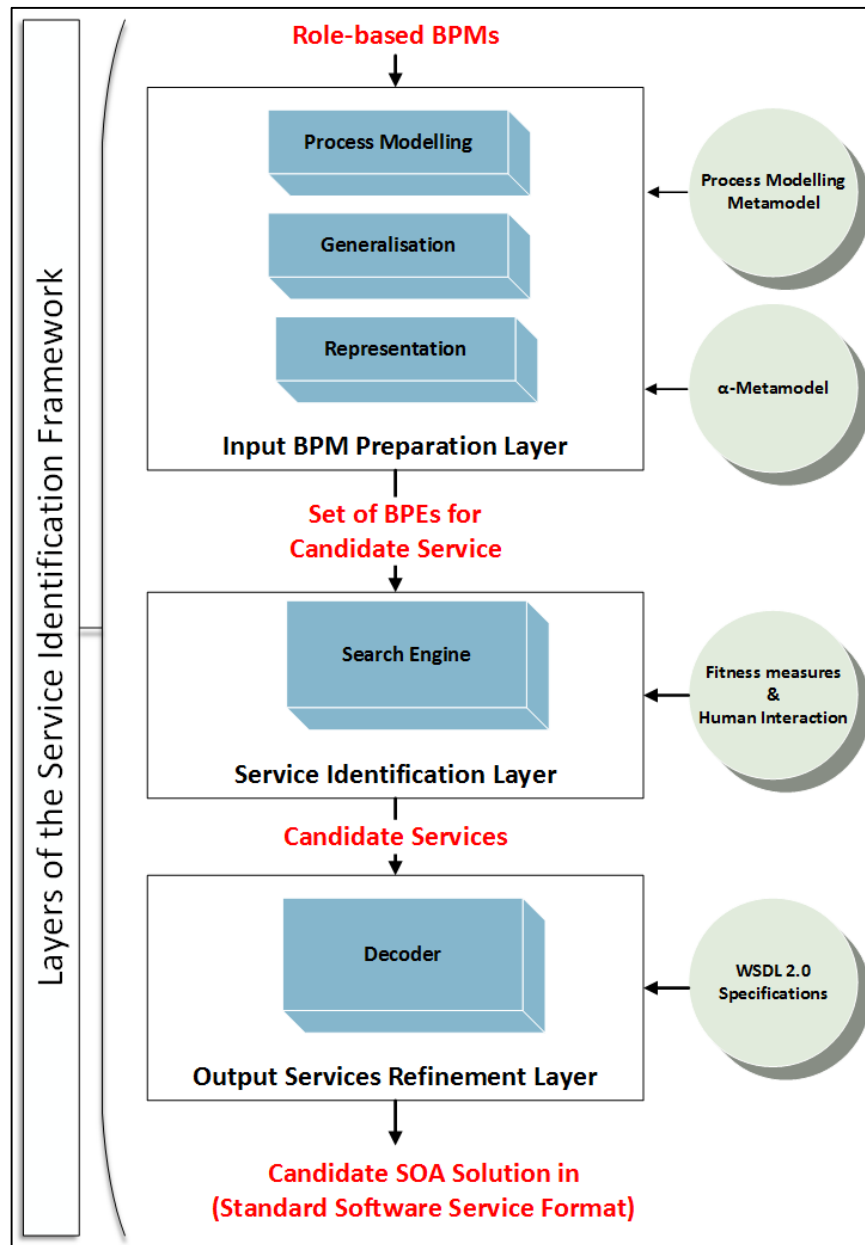 Layers of the Service Identification Framework
Role-based BPMs
Process Modelling
Generalisation
Representation
Input BPM Preparation Layer
Process Modelling
Metamodel
α-Metamodel
Set of BPEs for
Candidate Service
Search Engine
Service Identification Layer
Fitness measures
&
Human Interaction
Candidate Services
Decoder
Output Services Refinement Layer
WSDL 2.0
Specifications
Candidate SOA Solution in
(Standard Software Service Format)